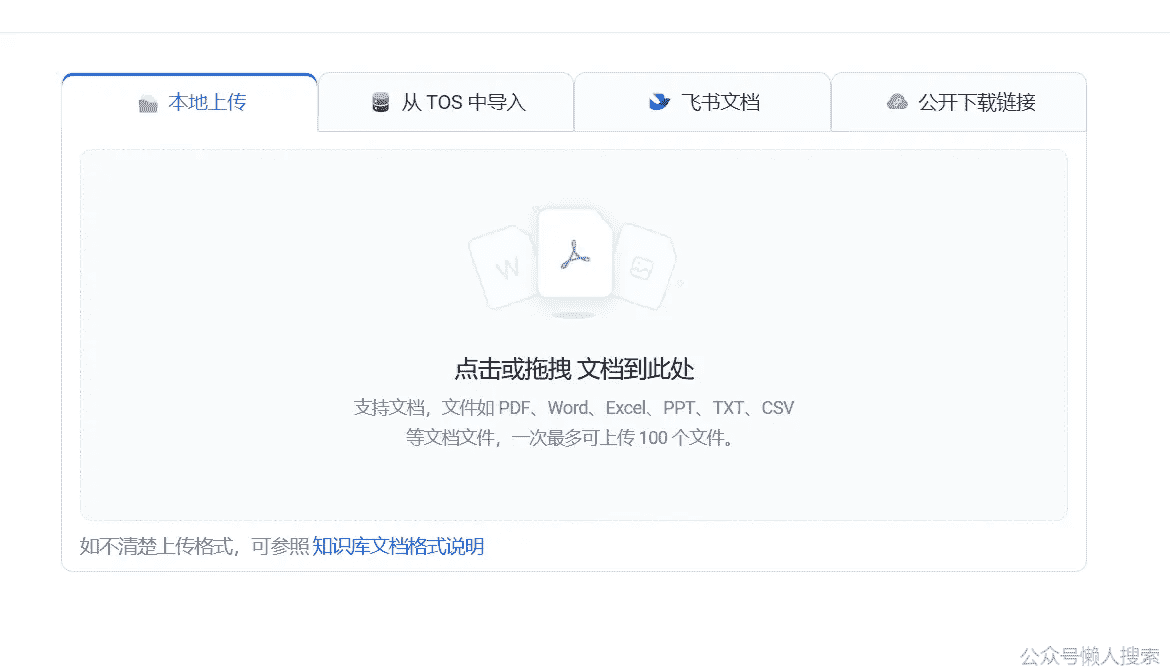 本地上传
从 TOS 中导入
飞书文档
公开下载链接
W
点击或拖拽 文档到此处
支持文档，文件如 PDF、Word、Excel、PPT、TXT、CSV
等文档文件，一次最多可上传 100 个文件。
如不清楚上传格式，可参照 知识库文档格式说明
公众号懒人搜索